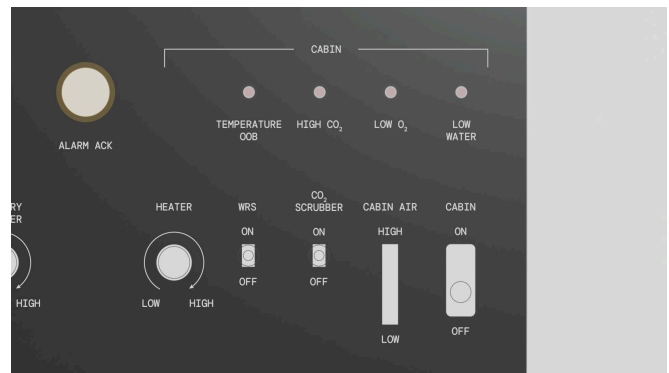 CABIN
TEMPERATURE OOB
HIGH CO₂
LOW O₂
LOW WATER
ALARM ACK
HEATER
WRS
CO₂ SCRUBBER
CABIN AIR
CABIN
ON
ON
HIGH
ON
OFF
OFF
HIGH
LOW
HIGH
LOW
OFF